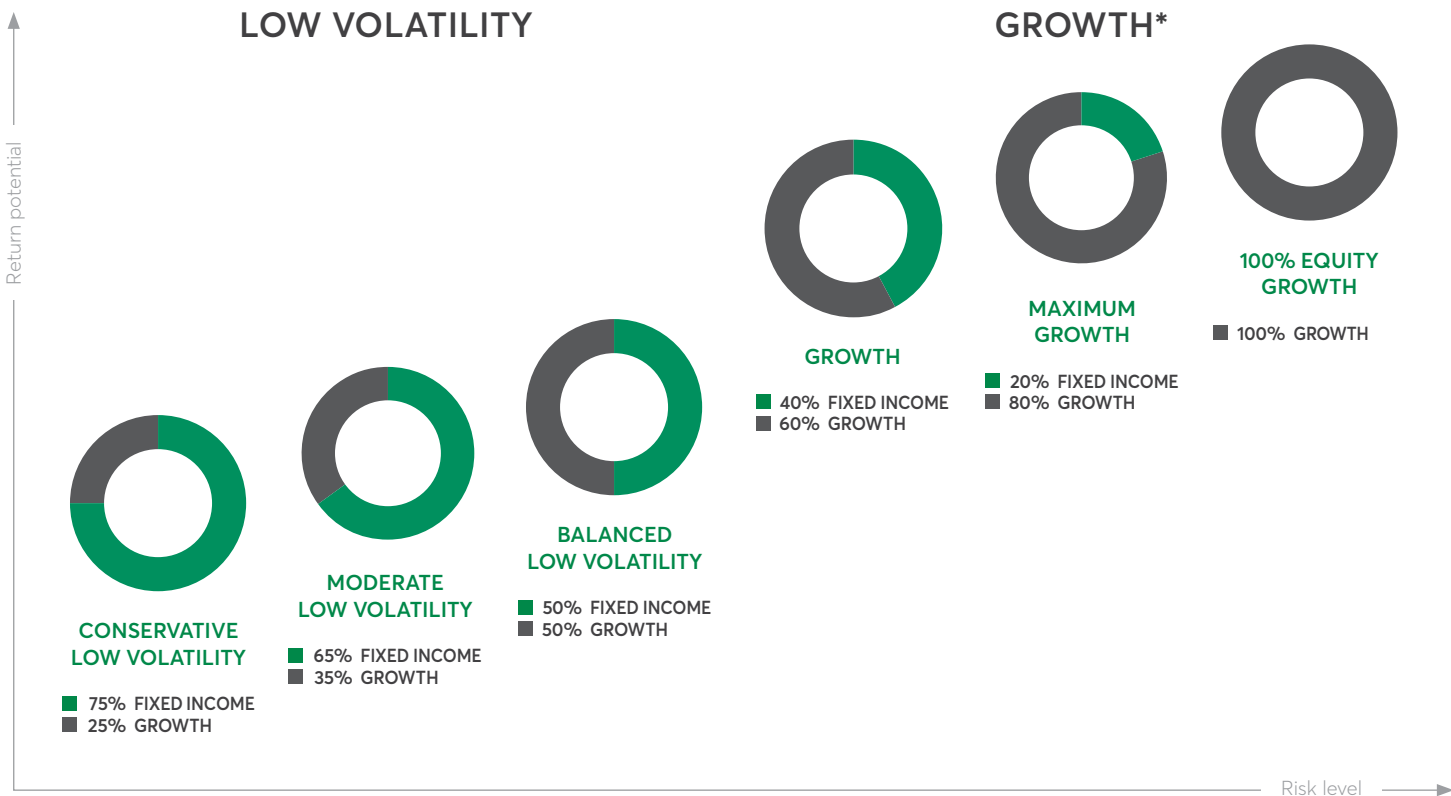 LOW VOLATILITY
GROWTH*
Return potential
CONSERVATIVE
LOW VOLATILITY
75% FIXED INCOME
25% GROWTH
MODERATE
LOW VOLATILITY
65% FIXED INCOME
35% GROWTH
BALANCED
LOW VOLATILITY
50% FIXED INCOME
50% GROWTH
GROWTH
40% FIXED INCOME
60% GROWTH
MAXIMUM
GROWTH
20% FIXED INCOME
80% GROWTH
100% EQUITY
GROWTH
100% GROWTH
Risk level